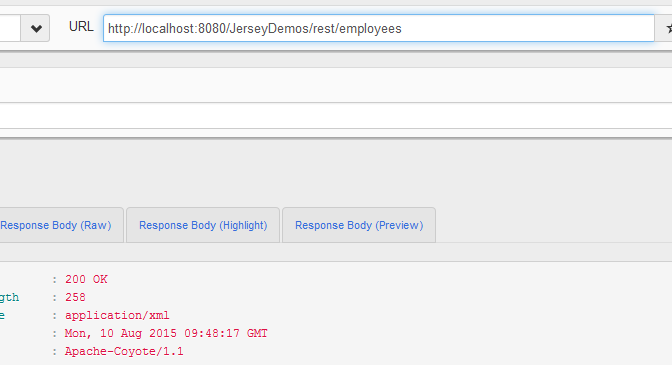 URL http://localhost:8080/JerseyDemos/rest/employees
Response Body (Raw) Response Body (Highlight) Response Body (Preview)
: 200 OK
gth : 258
e : application/xml
: Mon, 10 Aug 2015 09:48:17 GMT
: Apache-Coyote/1.1